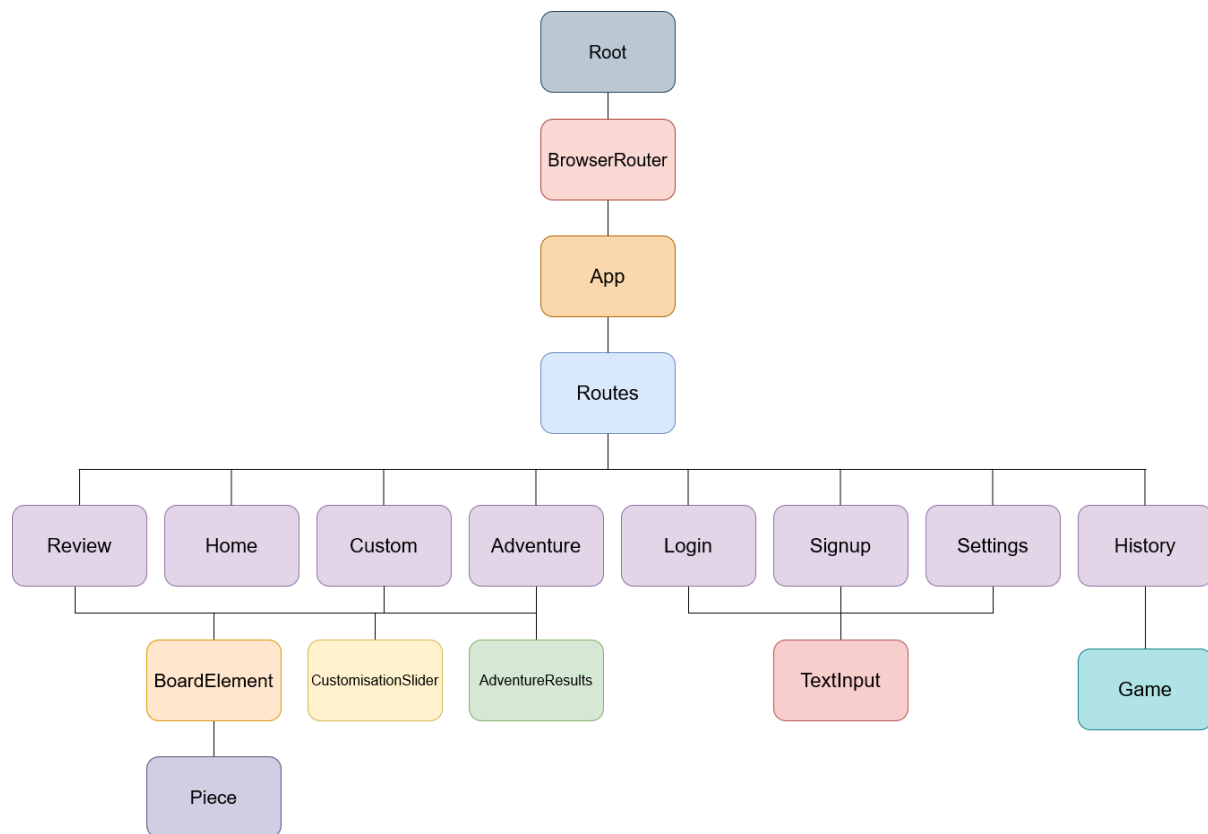 Root
BrowserRouter
App
Routes
Review
Home
Custom
Adventure
Login
Signup
Settings
History
BoardElement
CustomisationSlider
AdventureResults
TextInput
Game
Piece